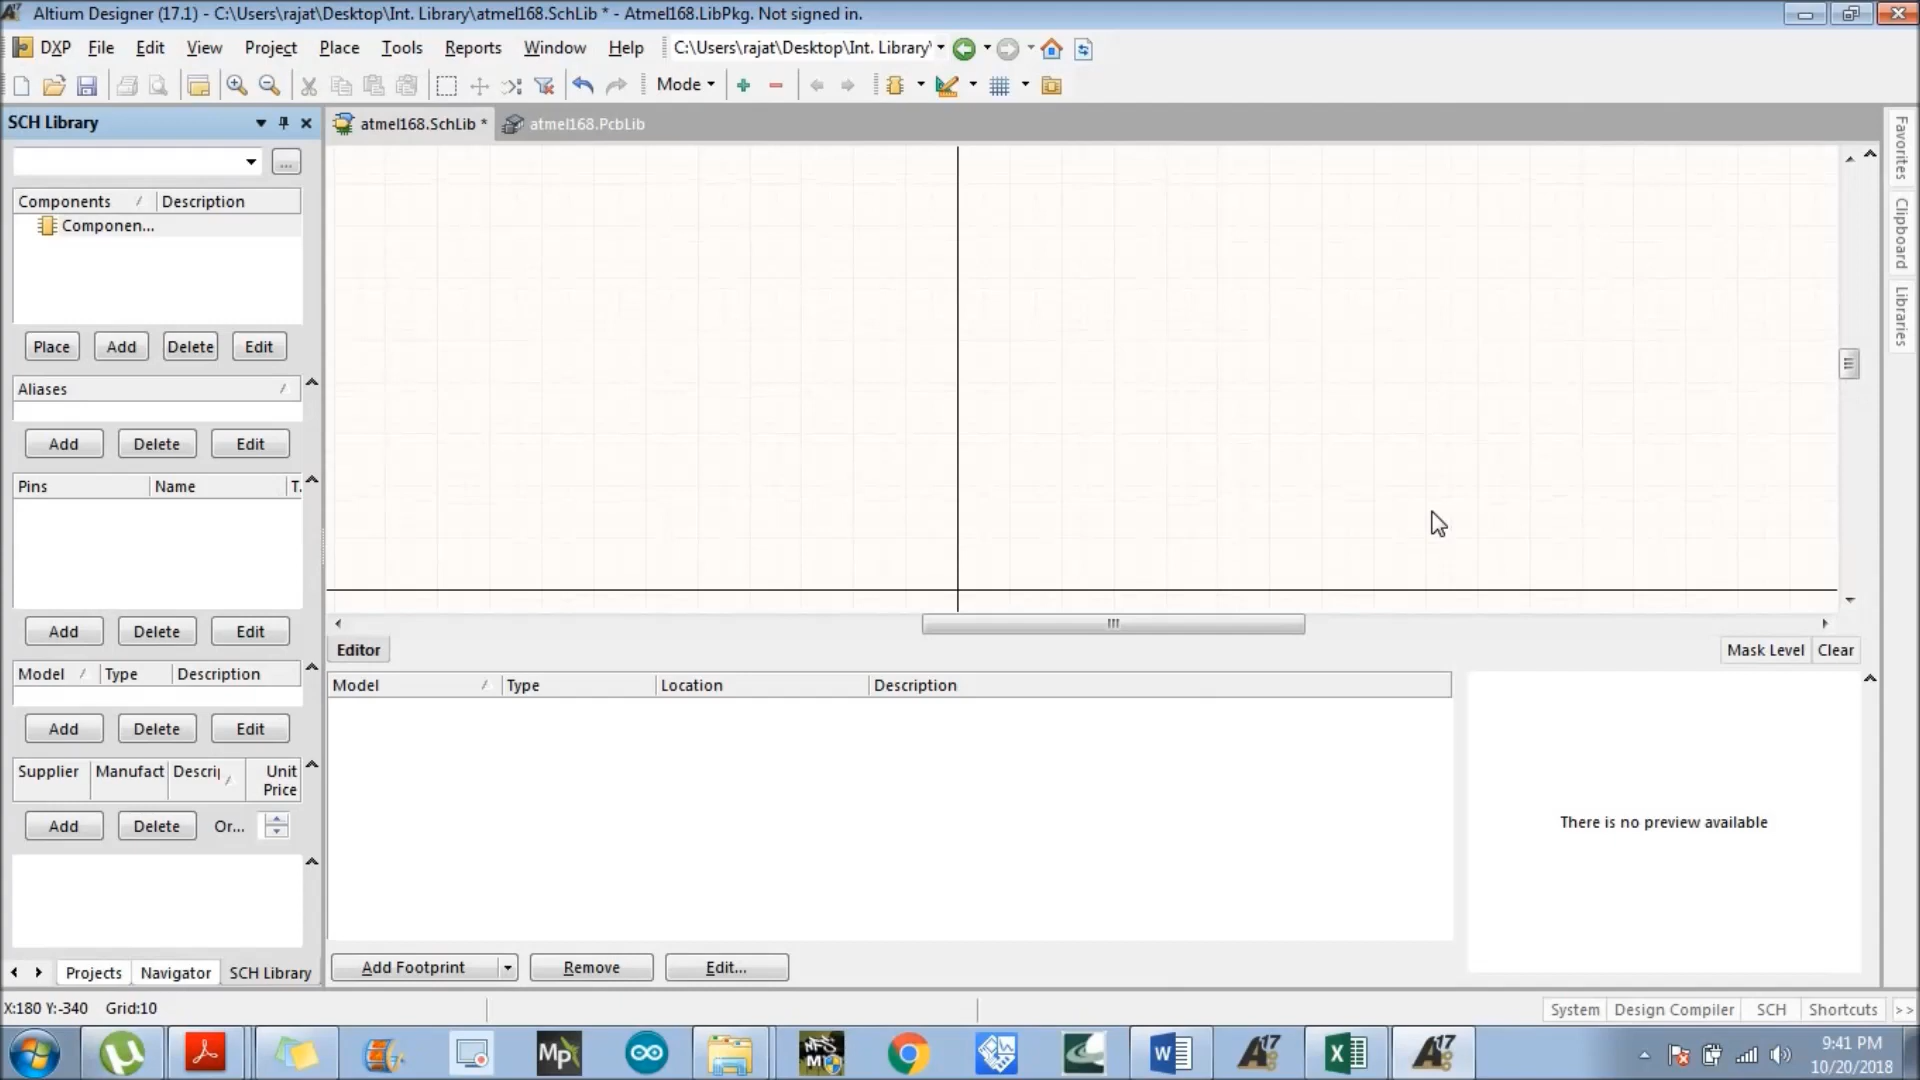 Altium Designer (17.1) - C:\Users\rajat\Desktop\Int. Library\atmel168.SchLib * - Atmel168.LibPkg. Not signed in.
DXP File Edit View Project Place Tools Reports Window Help C:\Users\rajat\Desktop\Int. Library\
Mode
SCH Library
atmel168.SchLib * atmel168.PcbLib
...
Components / Description
Componen...
Place Add Delete Edit
Aliases /
Add Delete Edit
Pins Name T.
Add Delete Edit
Model / Type Description
Add Delete Edit
Supplier Manufact Descrip / Unit Price
Add Delete Or...
Projects Navigator SCH Library
Favorites
Clipboard
Libraries
Editor Mask Level Clear
Model / Type Location Description
There is no preview available
Add Footprint Remove Edit...
X:180 Y:-340 Grid:10 System Design Compiler SCH Shortcuts >>
Mp
NFS
M
W
A17
X
A17
9:41 PM
10/20/2018